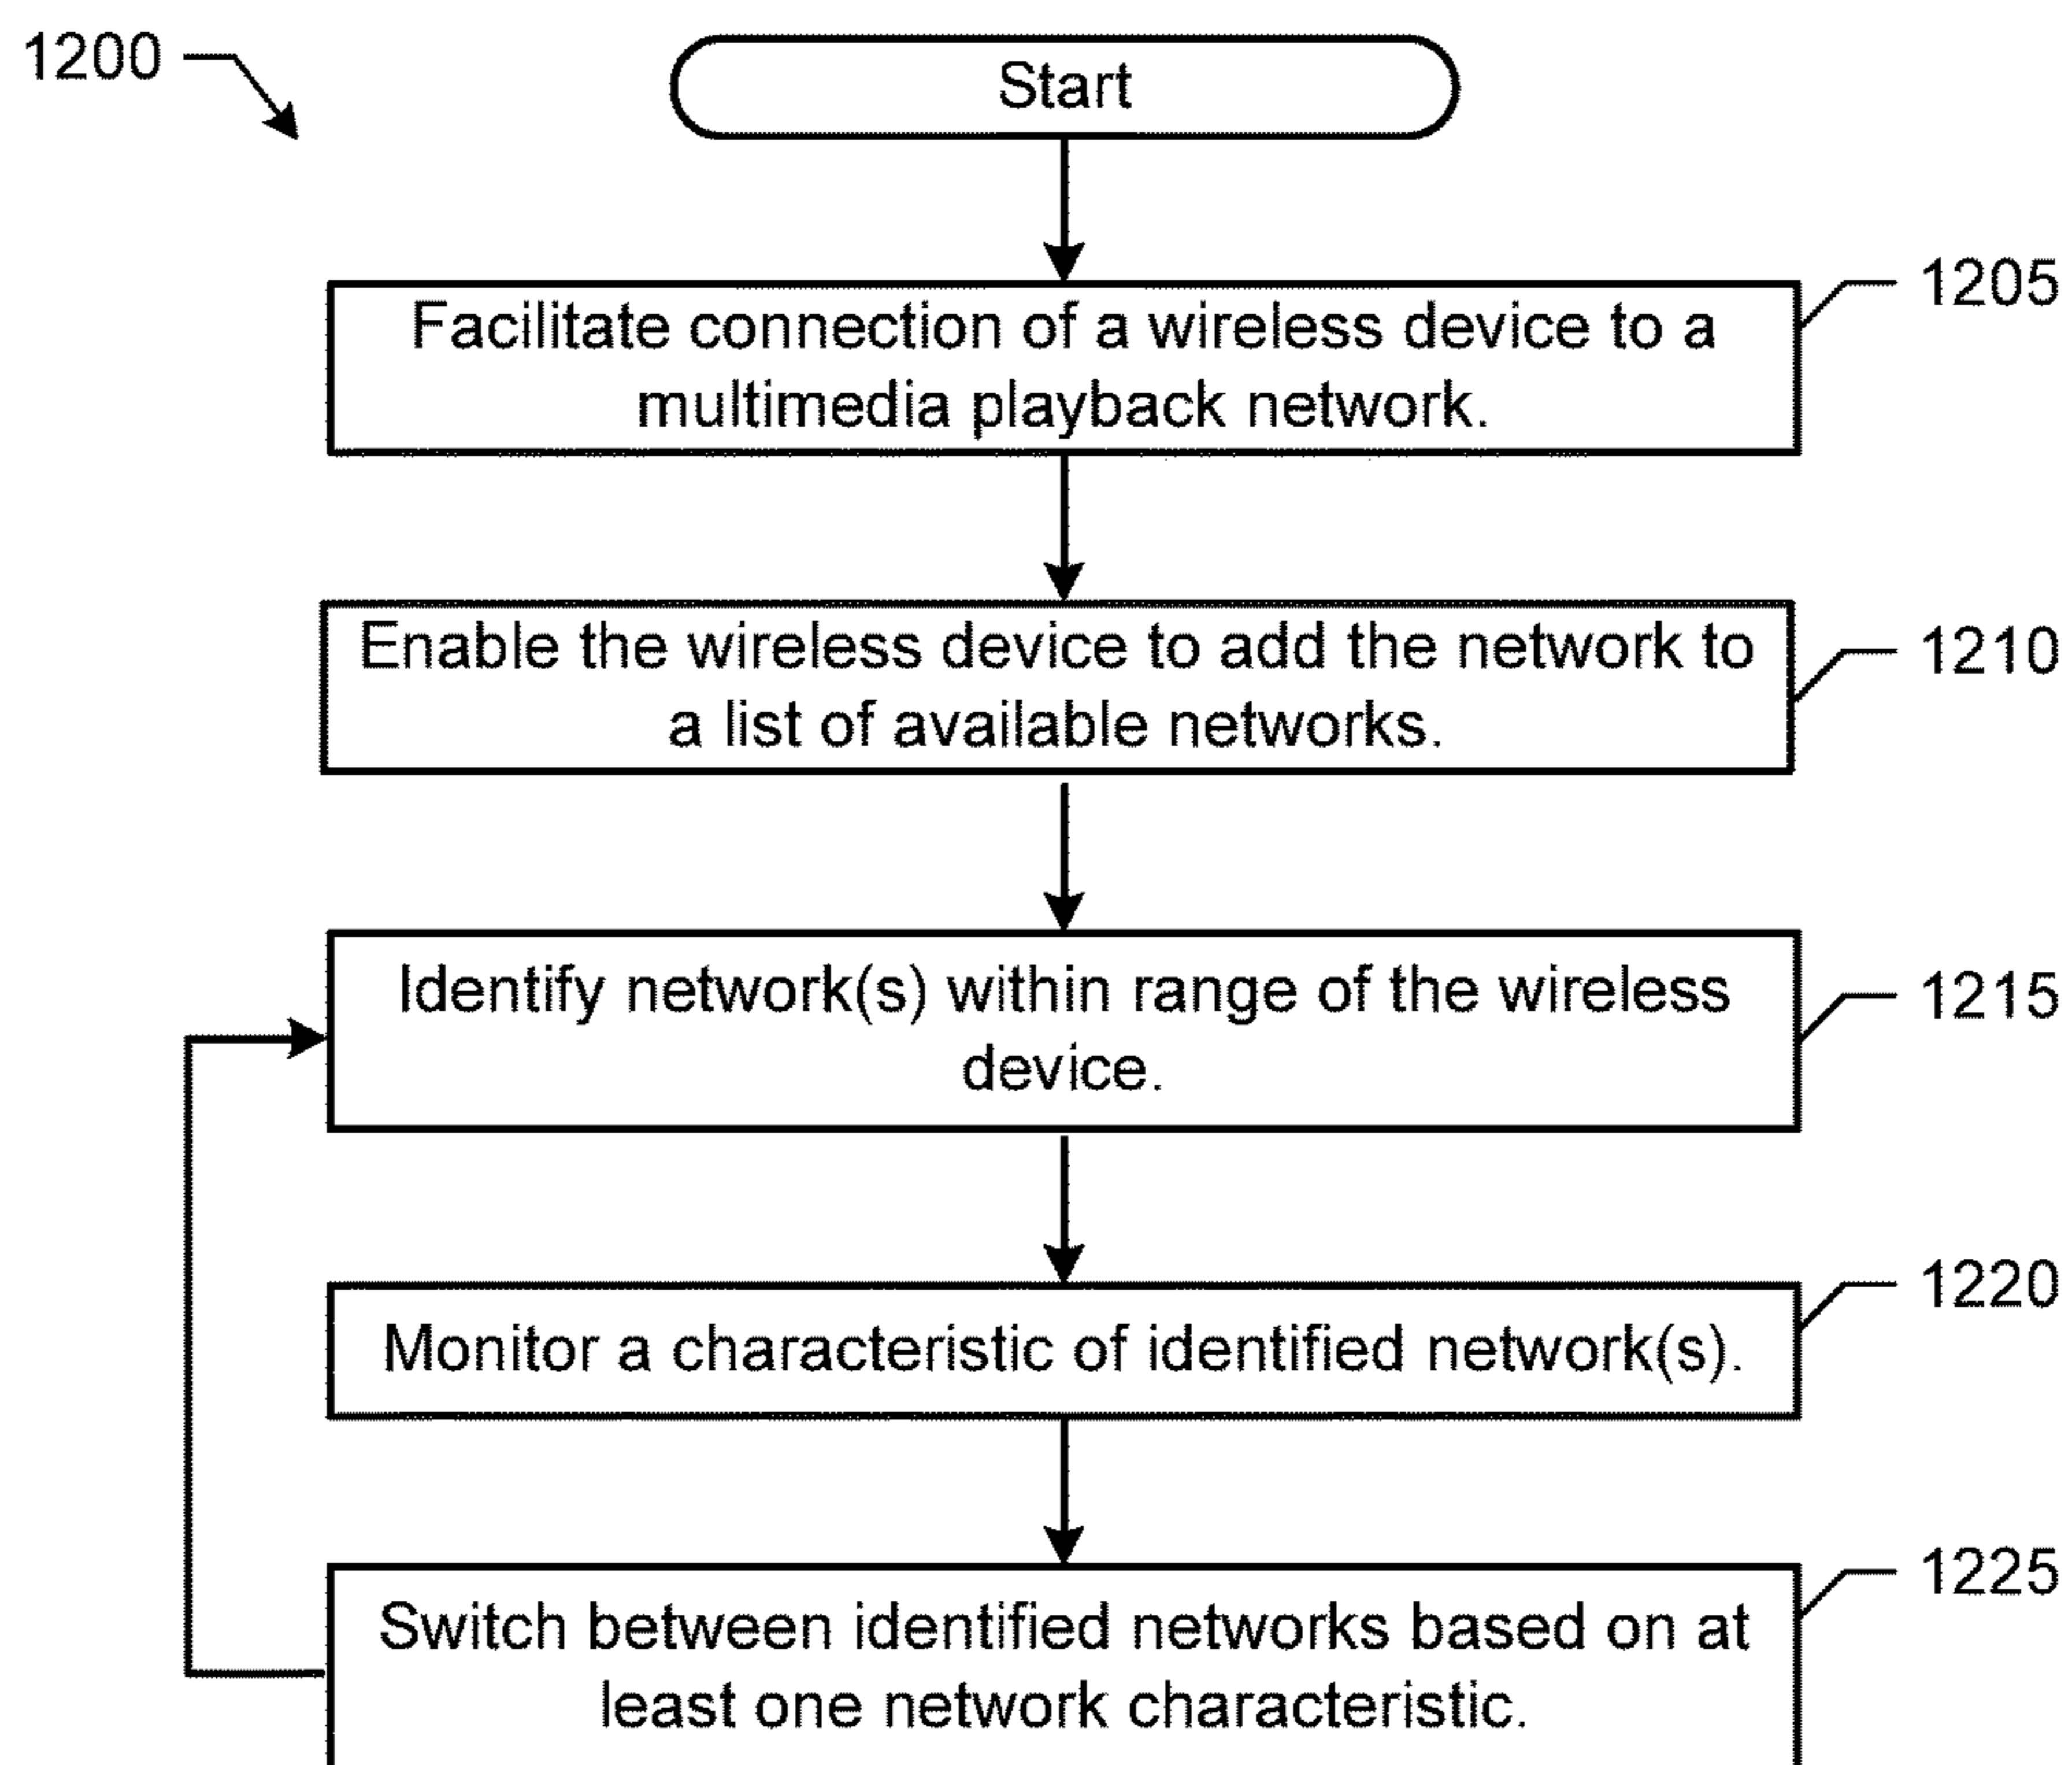 1200
Start
1205
Facilitate connection of a wireless device to a
multimedia playback network.
1210
Enable the wireless device to add the network to
a list of available networks.
1215
Identify network(s) within range of the wireless
device.
1220
Monitor a characteristic of identified network(s).
1225
Switch between identified networks based on at
least one network characteristic.